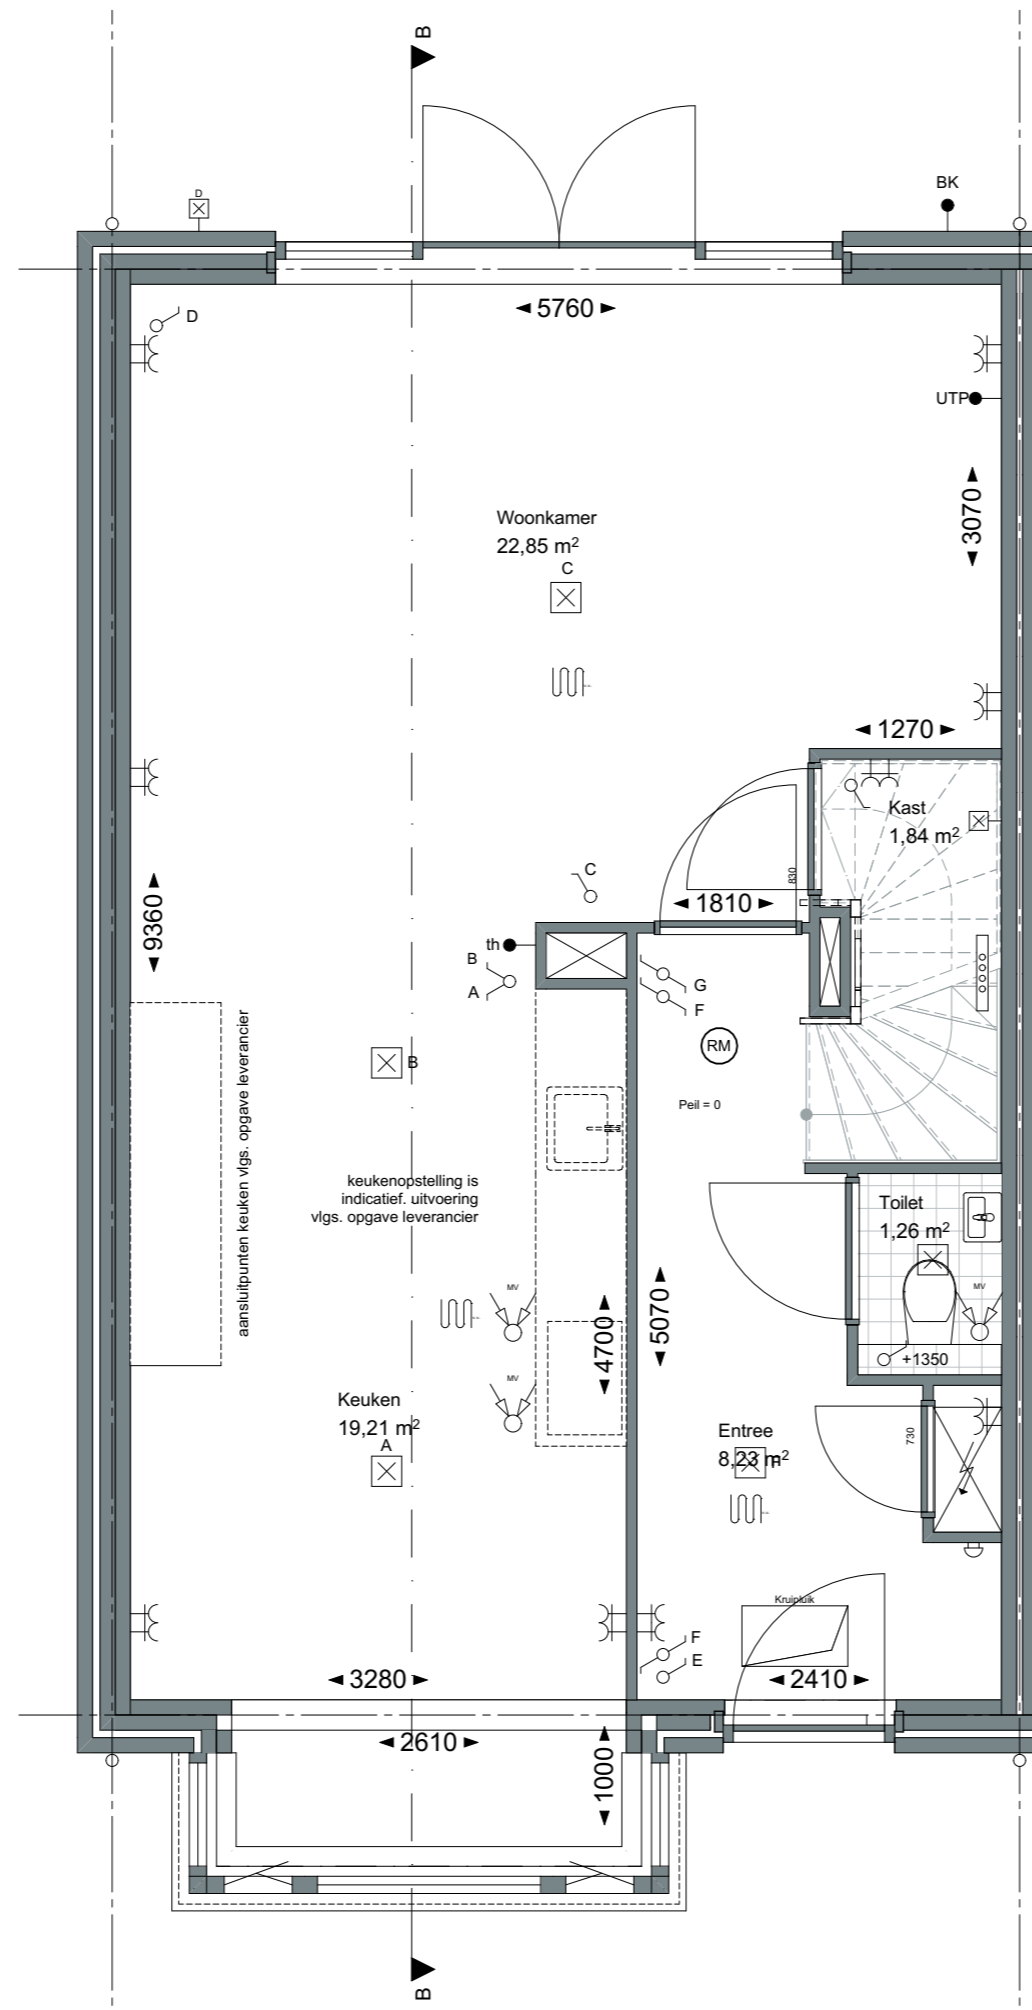 B
D
BK
5760
D
UTP
3070
Woonkamer
22,85 m²
C
1270
Kast
1,84 m²
830
C
1810
9360
th
B
A
G
F
RM
B
Peil = 0
aansluitpunten keuken vlgs. opgave leverancier
keukenopstelling is
indicatief. uitvoering
vlgs. opgave leverancier
Toilet
1,26 m²
MV
MV
4700
5070
+1350
MV
Keuken
19,21 m²
A
Entree
8,23 m²
F
730
Kruipluik
F
E
3280
2410
2610
1000
B